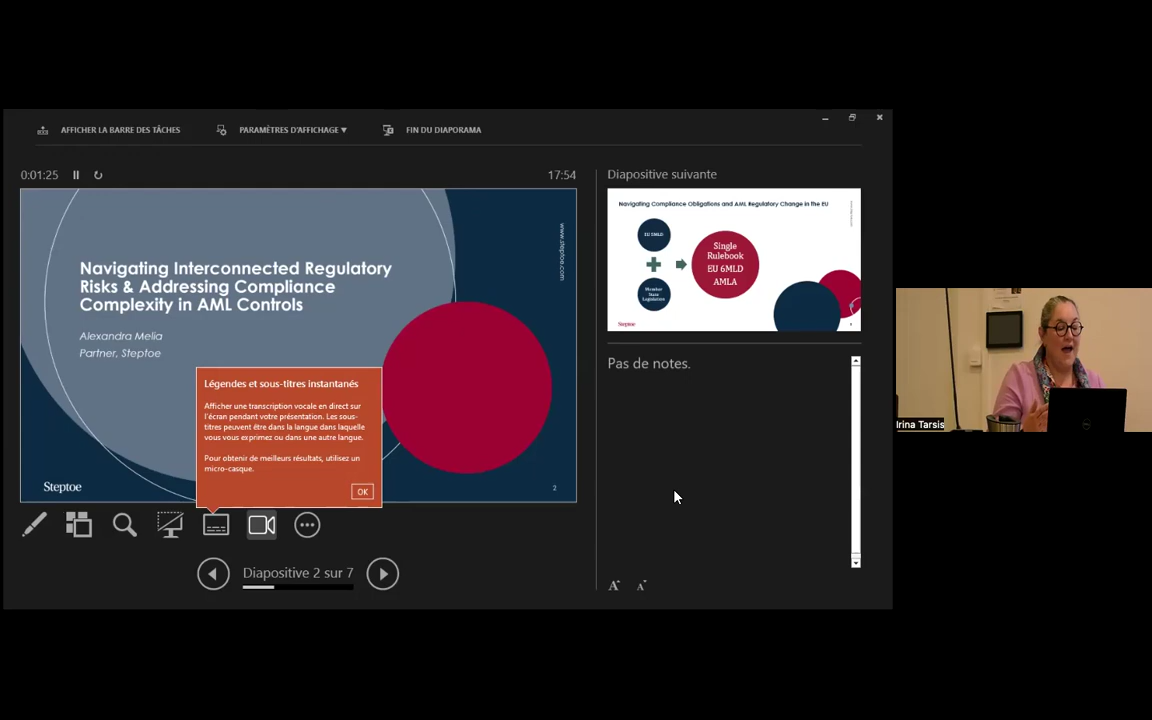 AFFICHER LA BARRE DES TÂCHES
PARAMÈTRES D'AFFICHAGE ▼
FIN DU DIAPORAMA
0:01:25
17:54
Navigating Interconnected Regulatory
Risks & Addressing Compliance
Complexity in AML Controls
Alexandra Melia
Partner, Steptoe
www.steptoe.com
Steptoe
2
Légendes et sous-titres instantanés
Afficher une transcription vocale en direct sur
l'écran pendant votre présentation. Les sous-
titres peuvent être dans la langue dans laquelle
vous vous exprimez ou dans une autre langue.
Pour obtenir de meilleurs résultats, utilisez un
micro-casque.
OK
Diapositive 2 sur 7
Diapositive suivante
Navigating Compliance Obligations and AML Regulatory Change in the EU
EU 5MLD
Member
State
Legislation
Single
Rulebook
EU 6MLD
AMLA
Steptoe
Pas de notes.
A
A
Irina Tarsis